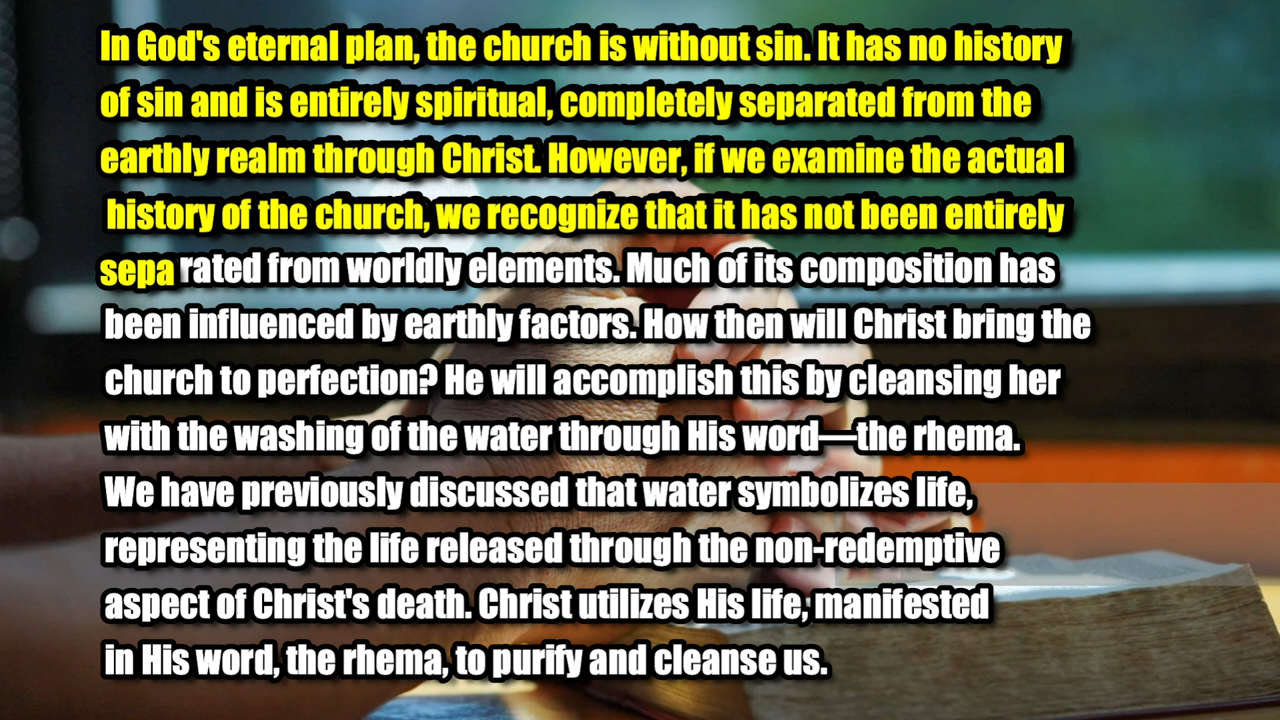 In God's eternal plan, the church is without sin. It has no history
of sin and is entirely spiritual, completely separated from the
earthly realm through Christ. However, if we examine the actual
history of the church, we recognize that it has not been entirely
separated from worldly elements. Much of its composition has
been influenced by earthly factors. How then will Christ bring the
church to perfection? He will accomplish this by cleansing her
with the washing of the water through His word—the rhema.
We have previously discussed that water symbolizes life,
representing the life released through the non-redemptive
aspect of Christ's death. Christ utilizes His life, manifested
in His word, the rhema, to purify and cleanse us.